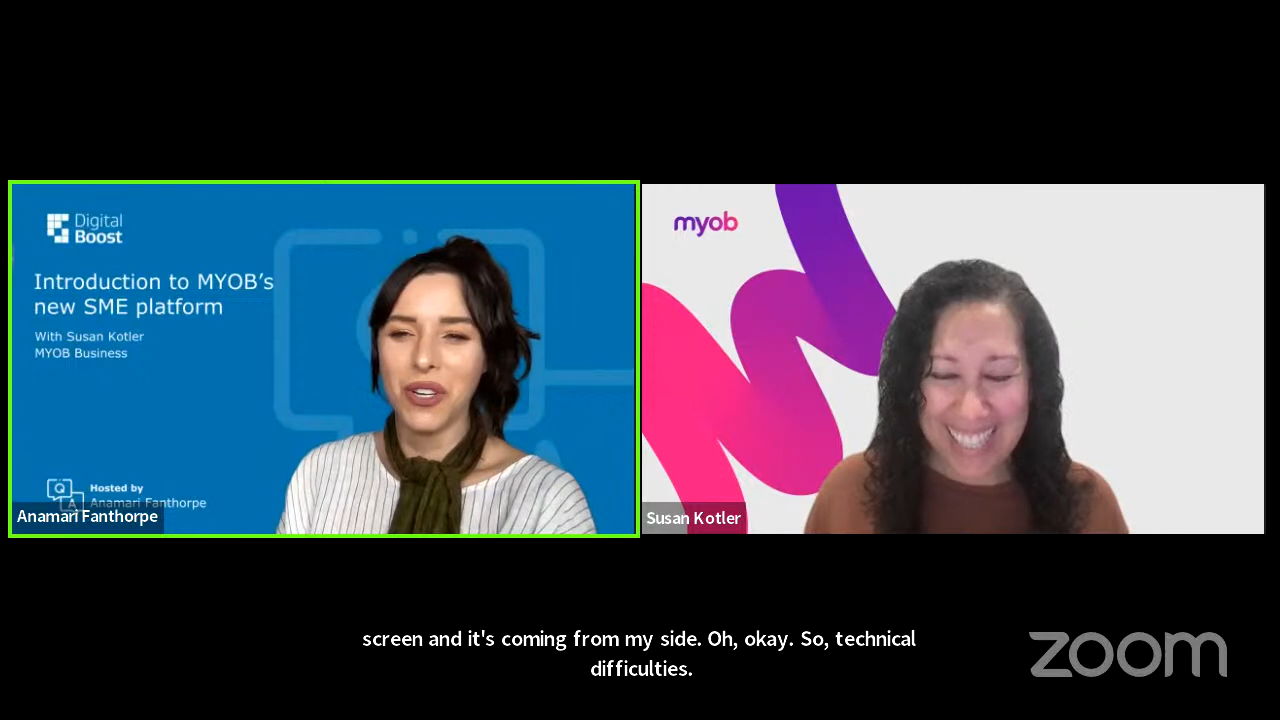 Digital
Boost
Introduction to MYOB's
new SME platform
With Susan Kotler
MYOB Business
Q
A
Hosted by
Anamari Fanthorpe
Anamari Fanthorpe
myob
Susan Kotler
screen and it's coming from my side. Oh, okay. So, technical
difficulties.
zoom